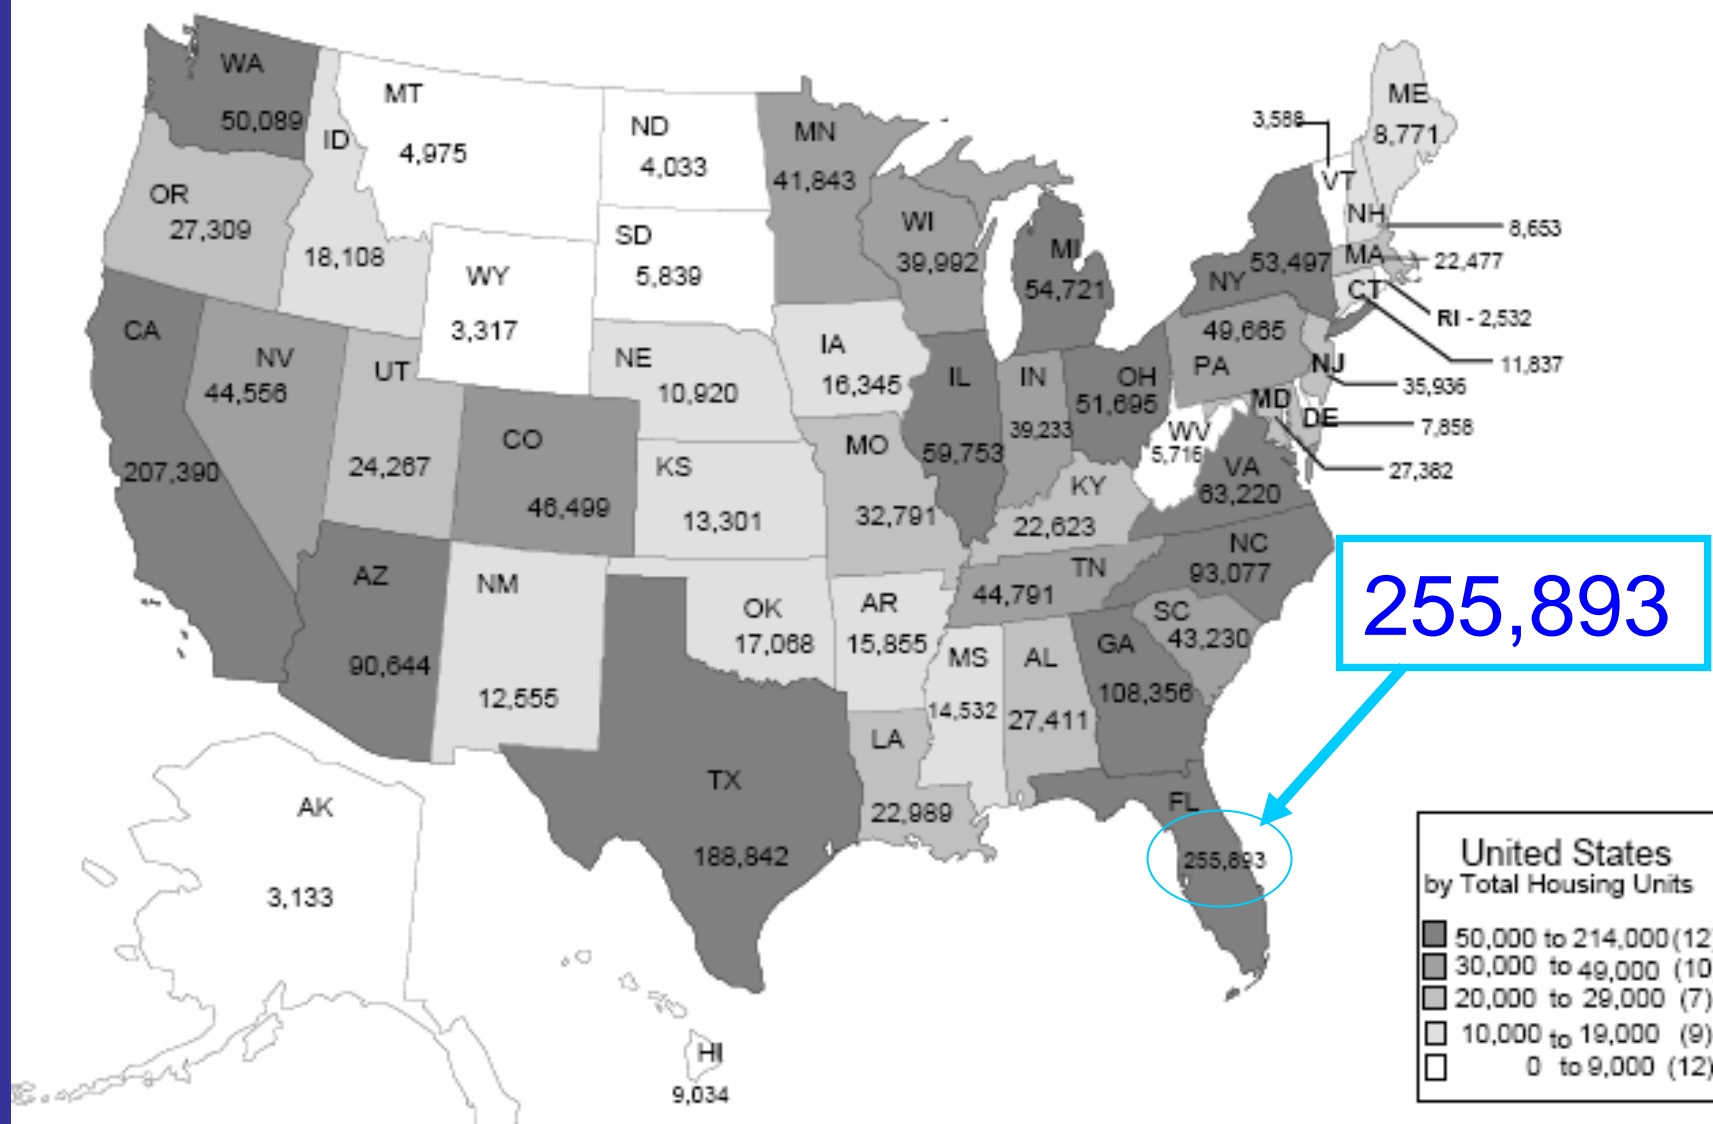 WA
50,089
MT
4,975
ID
18,108
ND
4,033
MN
41,843
OR
27,309
SD
5,839
WI
39,992
MI
54,721
WY
3,317
3,588
VT
ME
8,771
NH
8,653
NY
53,497
MA
22,477
CT
RI - 2,532
11,837
CA
207,390
NV
44,556
UT
24,267
NE
10,920
IA
16,345
IL
59,753
IN
39,233
OH
51,695
PA
49,665
NJ
35,936
MD
DE
7,858
27,362
CO
46,499
KS
13,301
MO
32,791
KY
22,623
WV
5,716
VA
63,220
AZ
90,644
NM
12,555
OK
17,068
AR
15,855
TN
44,791
NC
93,077
SC
43,230
MS
14,532
AL
27,411
GA
108,356
255,893
TX
188,842
LA
22,989
FL
255,893
AK
3,133
HI
9,034
United States
by Total Housing Units
50,000 to 214,000 (12)
30,000 to 49,000 (10
20,000 to 29,000 (7)
10,000 to 19,000 (9)
0 to 9,000 (12)